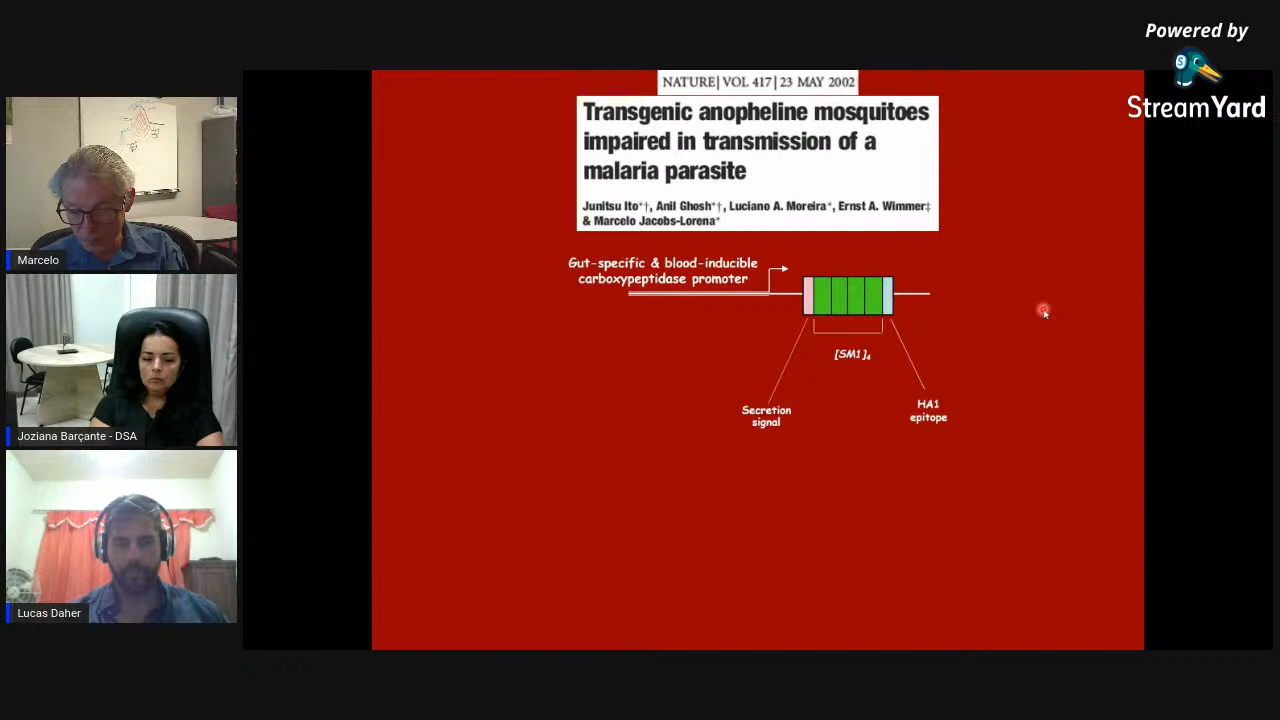 Powered by
StreamYard
NATURE| VOL 417 | 23 MAY 2002
Transgenic anopheline mosquitoes
impaired in transmission of a
malaria parasite
Junitsu Ito*†, Anil Ghosh*†, Luciano A. Moreira*, Ernst A. Wimmer‡
& Marcelo Jacobs-Lorena*
Gut-specific & blood-inducible
carboxypeptidase promoter
[SM1]₄
Secretion
signal
HA1
epitope
Marcelo
Joziana Barçante - DSA
Lucas Daher